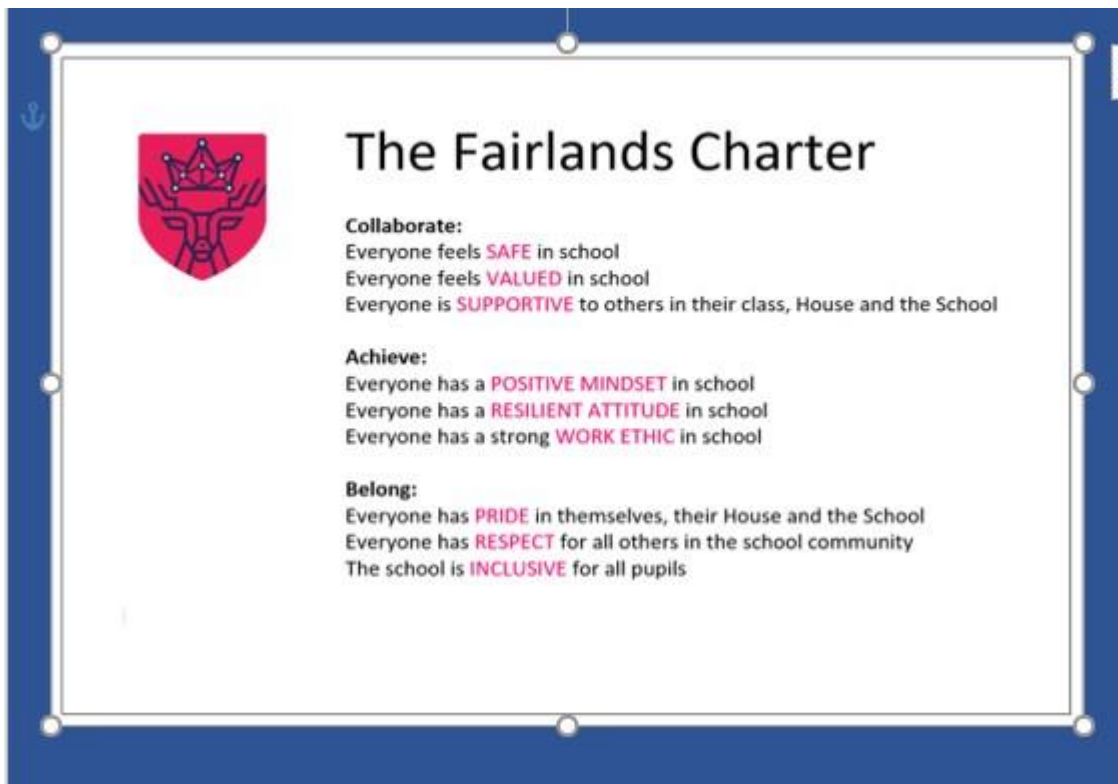 The Fairlands Charter
Collaborate:
Everyone feels SAFE in school
Everyone feels VALUED in school
Everyone is SUPPORTIVE to others in their class, House and the School
Achieve:
Everyone has a POSITIVE MINDSET in school
Everyone has a RESILIENT ATTITUDE in school
Everyone has a strong WORK ETHIC in school
Belong:
Everyone has PRIDE in themselves, their House and the School
Everyone has RESPECT for all others in the school community
The school is INCLUSIVE for all pupils